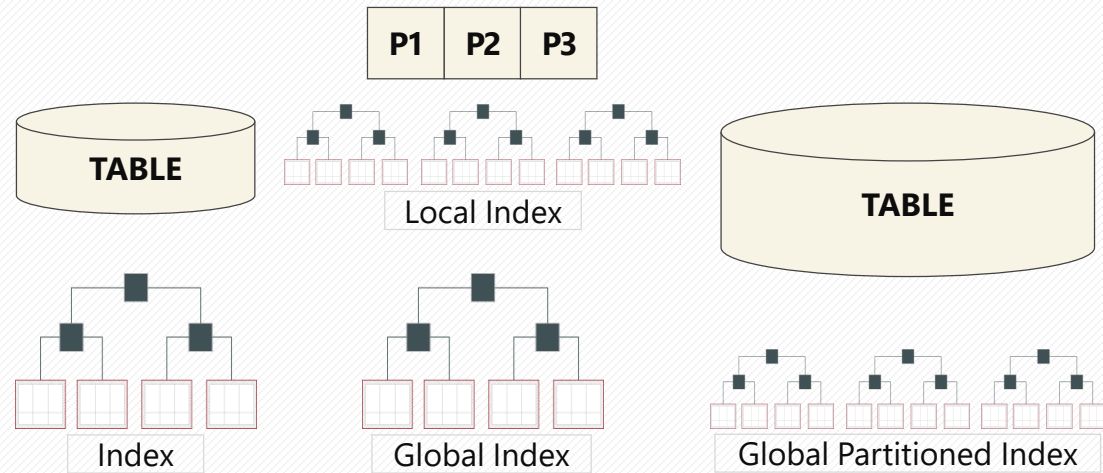 P1 P2 P3
TABLE
Local Index
TABLE
Index
Global Index
Global Partitioned Index